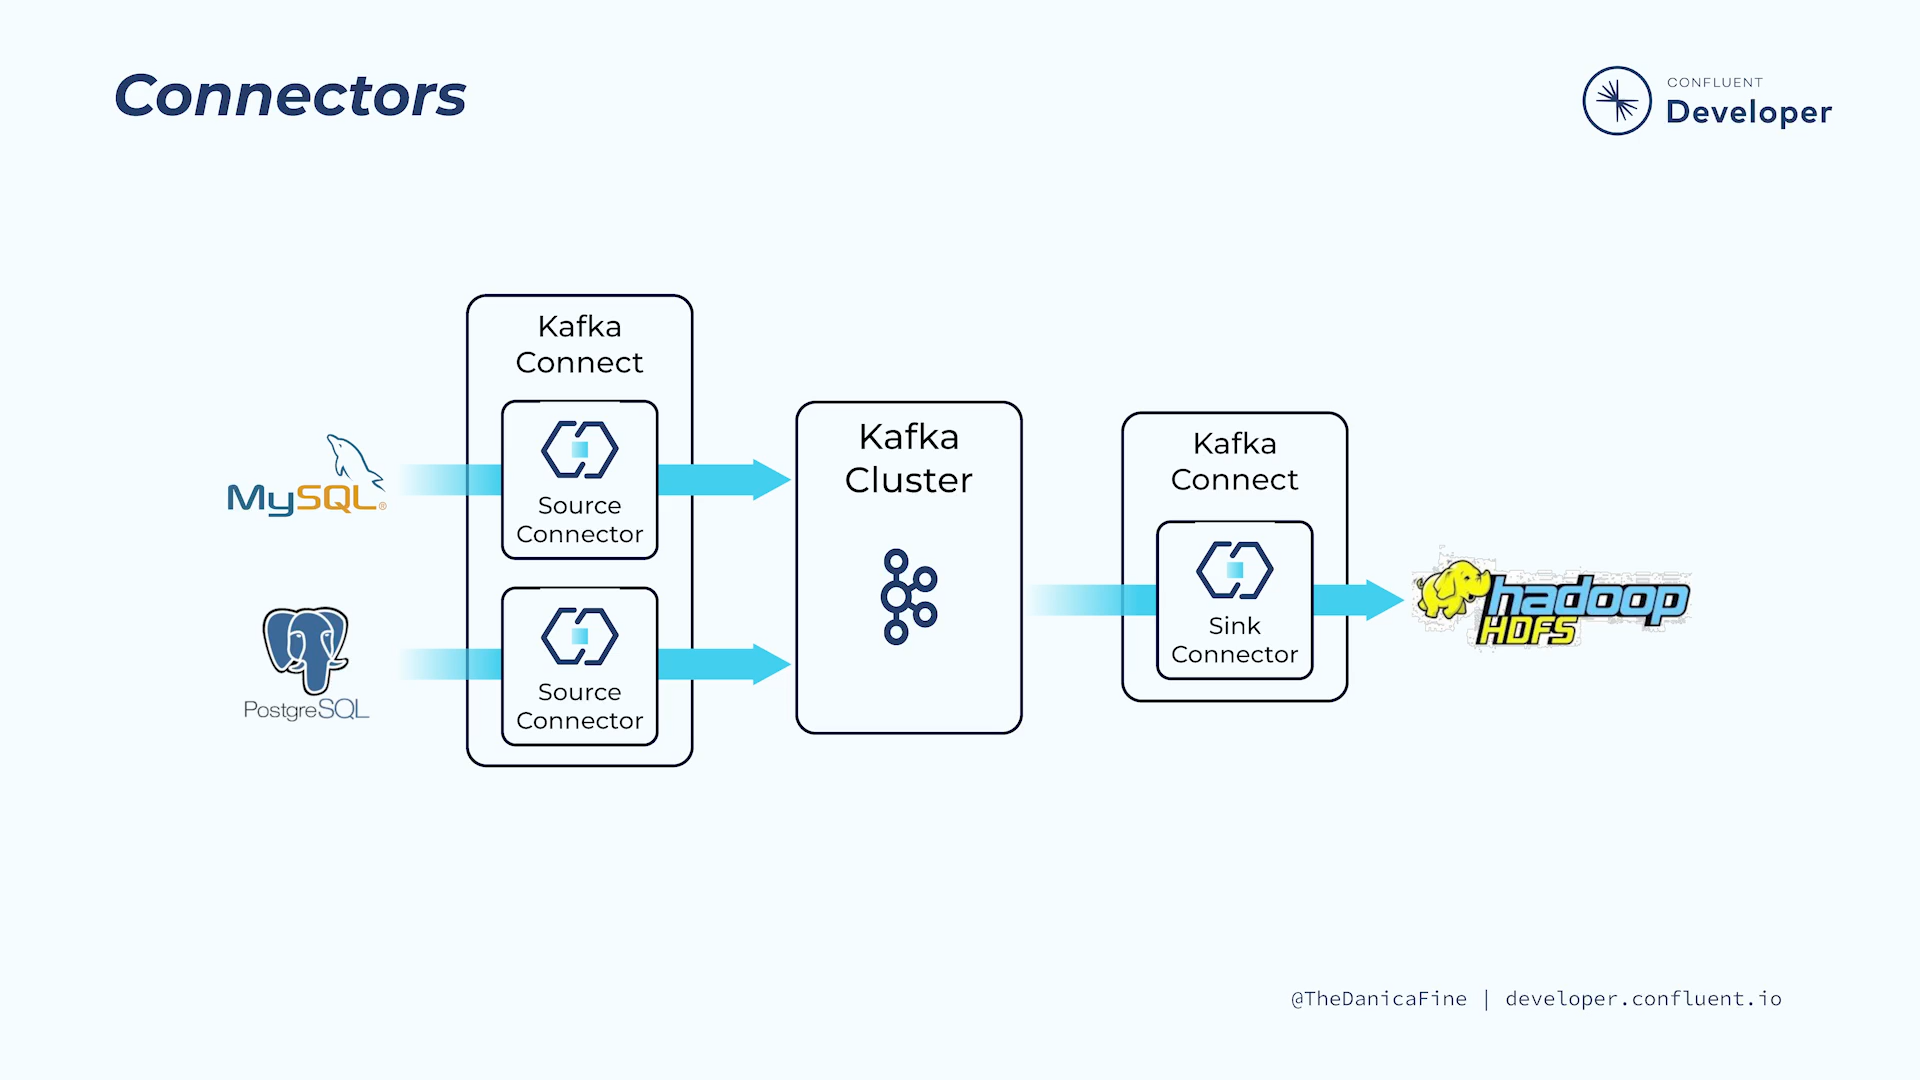 Connectors
CONFLUENT
Developer
Kafka
Connect
Source
Connector
Source
Connector
MySQL®
PostgreSQL
Kafka
Cluster
Kafka
Connect
Sink
Connector
hadoop
HDFS
@TheDanicaFine | developer.confluent.io